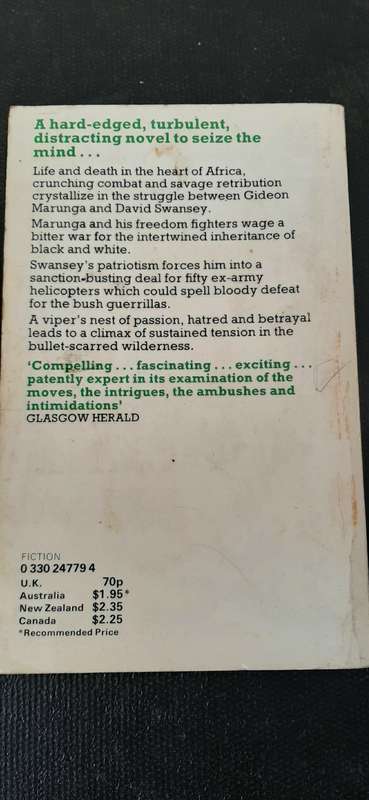 A hard-edged, turbulent,
distracting novel to seize the
mind ...
Life and death in the heart of Africa,
crunching combat and savage retribution
crystallize in the struggle between Gideon
Marunga and David Swansey.
Marunga and his freedom fighters wage a
bitter war for the intertwined inheritance of
black and white.
Swansey's patriotism forces him into a
sanction-busting deal for fifty ex-army
helicopters which could spell bloody defeat
for the bush guerrillas.
A viper's nest of passion, hatred and betrayal
leads to a climax of sustained tension in the
bullet-scarred wilderness.
'Compelling ... fascinating ... exciting ...
patently expert in its examination of the
moves, the intrigues, the ambushes and
intimidations'
GLASGOW HERALD
FICTION
0 330 24779 4
U.K. 70p
Australia $1.95*
New Zealand $2.35
Canada $2.25
*Recommended Price